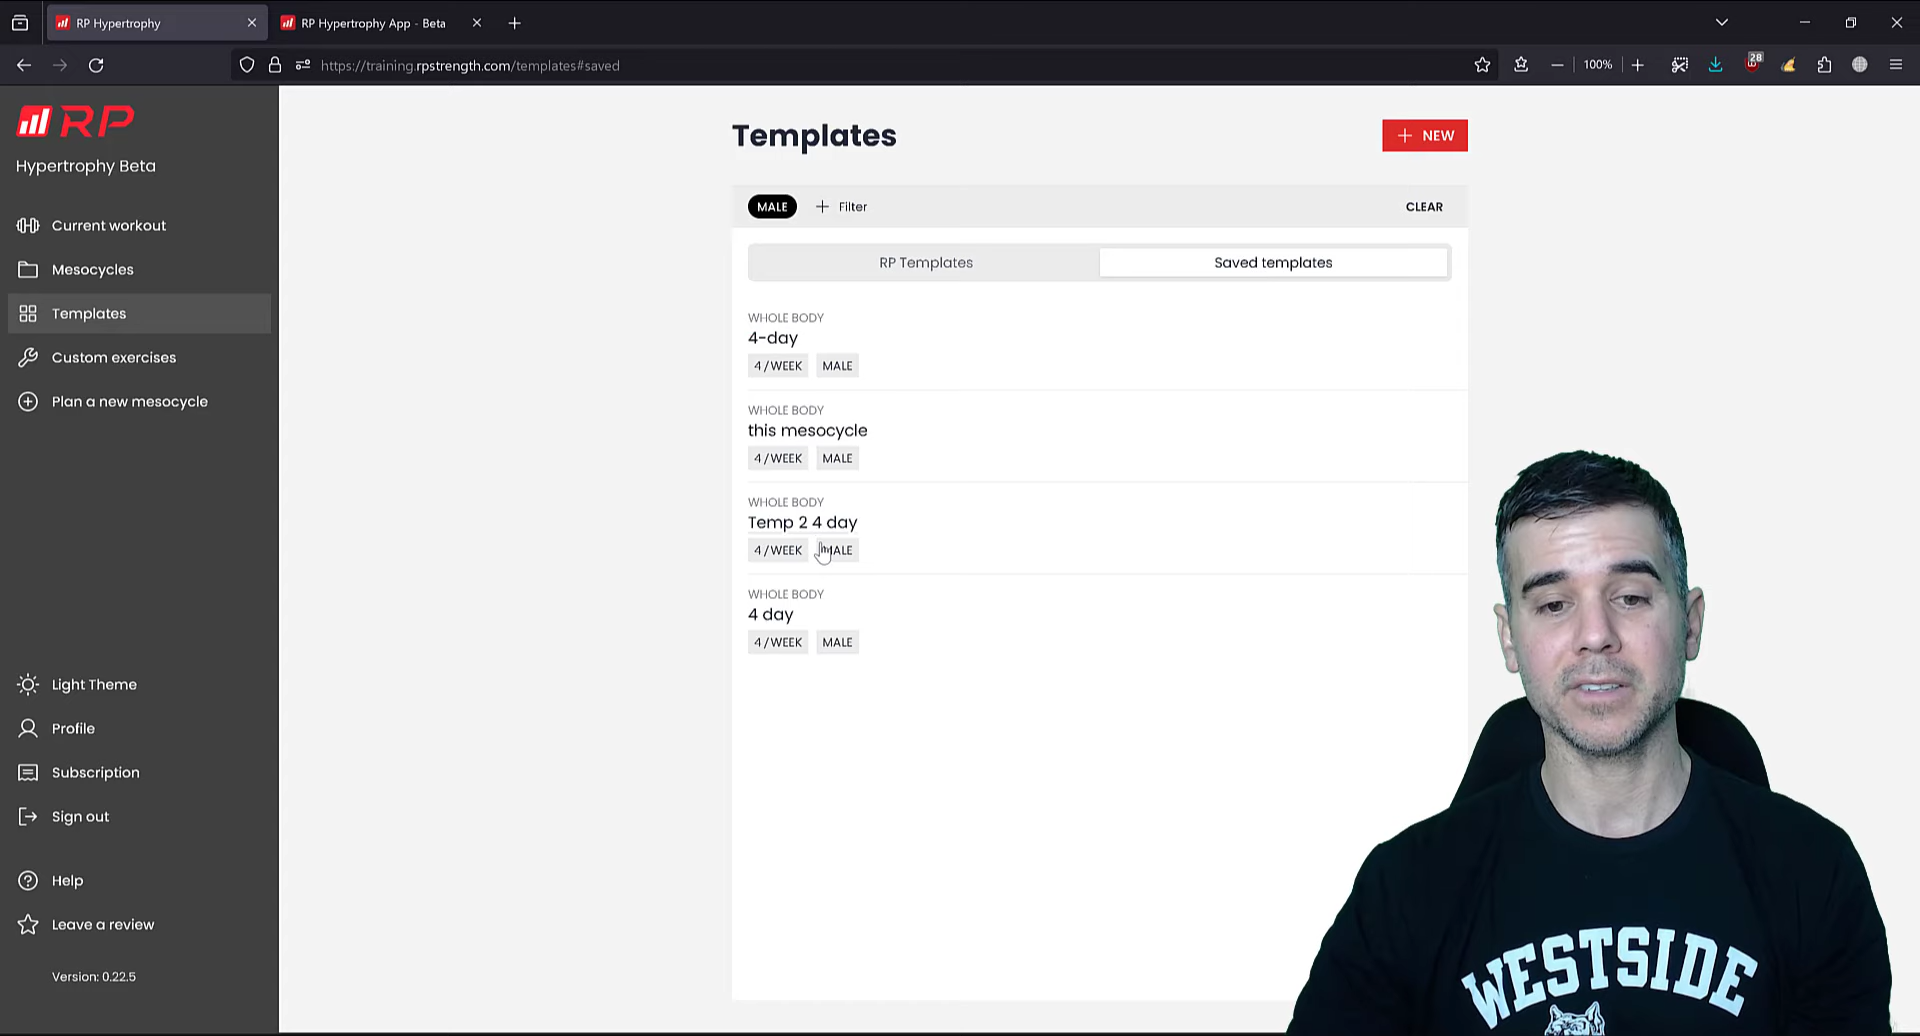 RP Hypertrophy
RP Hypertrophy App - Beta
https://training.rpstrength.com/templates#saved
100%
28
RP
Hypertrophy Beta
Current workout
Mesocycles
Templates
Custom exercises
Plan a new mesocycle
Light Theme
Profile
Subscription
Sign out
Help
Leave a review
Version: 0.22.5
Templates
+ NEW
MALE + Filter CLEAR
RP Templates Saved templates
WHOLE BODY
4-day
4/WEEK MALE
WHOLE BODY
this mesocycle
4/WEEK MALE
WHOLE BODY
Temp 2 4 day
4/WEEK MALE
WHOLE BODY
4 day
4/WEEK MALE
WESTSIDE